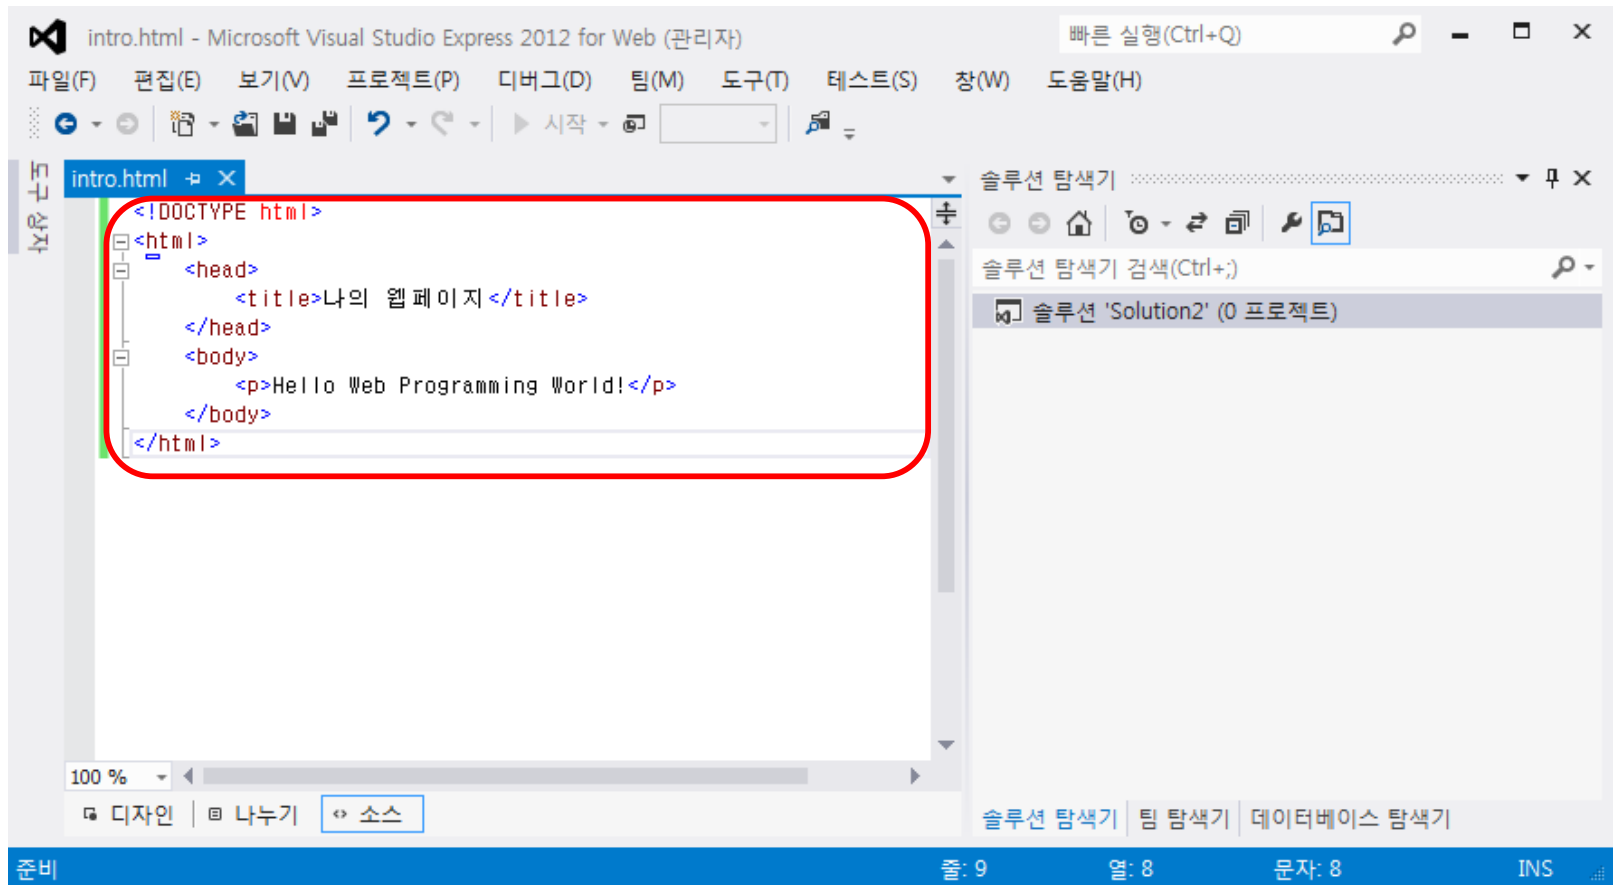 intro.html - Microsoft Visual Studio Express 2012 for Web (관리자)
빠른 실행(Ctrl+Q)
파일(F) 편집(E) 보기(V) 프로젝트(P) 디버그(D) 팀(M) 도구(T) 테스트(S) 창(W) 도움말(H)
시작
도구 상자
intro.html
<!DOCTYPE html>
<html>
<head>
<title>나의 웹페이지</title>
</head>
<body>
<p>Hello Web Programming World!</p>
</body>
</html>
100 %
디자인 나누기 소스
솔루션 탐색기
솔루션 탐색기 검색(Ctrl+;)
솔루션 'Solution2' (0 프로젝트)
솔루션 탐색기 팀 탐색기 데이터베이스 탐색기
준비 줄: 9 열: 8 문자: 8 INS